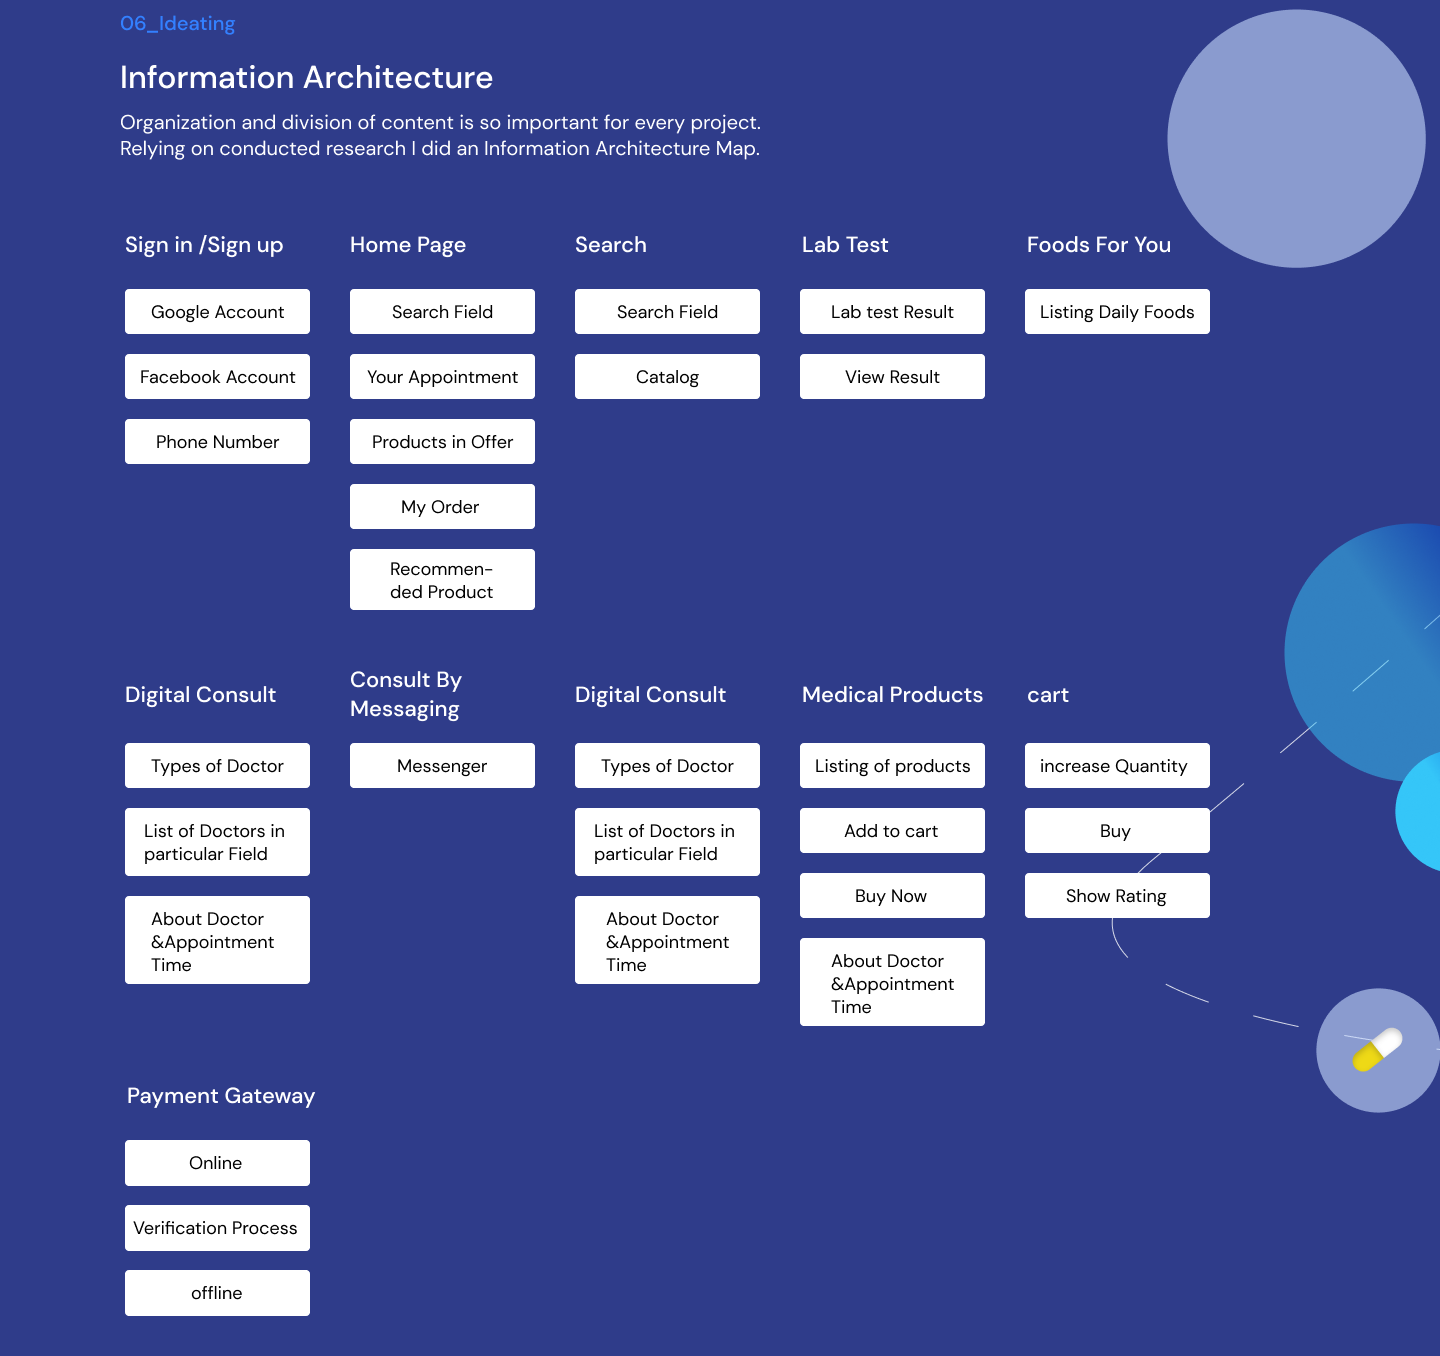 06_Ideating
Information Architecture
Organization and division of content is so important for every project.
Relying on conducted research I did an Information Architecture Map.
Sign in /Sign up
Google Account
Facebook Account
Phone Number
Home Page
Search Field
Your Appointment
Products in Offer
My Order
Recommen-
ded Product
Search
Search Field
Catalog
Lab Test
Lab test Result
View Result
Foods For You
Listing Daily Foods
Digital Consult
Types of Doctor
List of Doctors in
particular Field
About Doctor
&Appointment
Time
Consult By
Messaging
Messenger
Digital Consult
Types of Doctor
List of Doctors in
particular Field
About Doctor
&Appointment
Time
Medical Products
Listing of products
Add to cart
Buy Now
About Doctor
&Appointment
Time
cart
increase Quantity
Buy
Show Rating
Payment Gateway
Online
Verification Process
offline